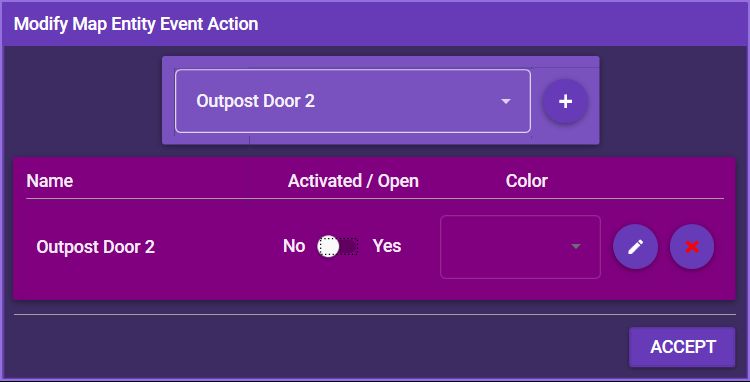 Modify Map Entity Event Action
Outpost Door 2
+
Name Activated / Open Color
Outpost Door 2 No Yes
ACCEPT